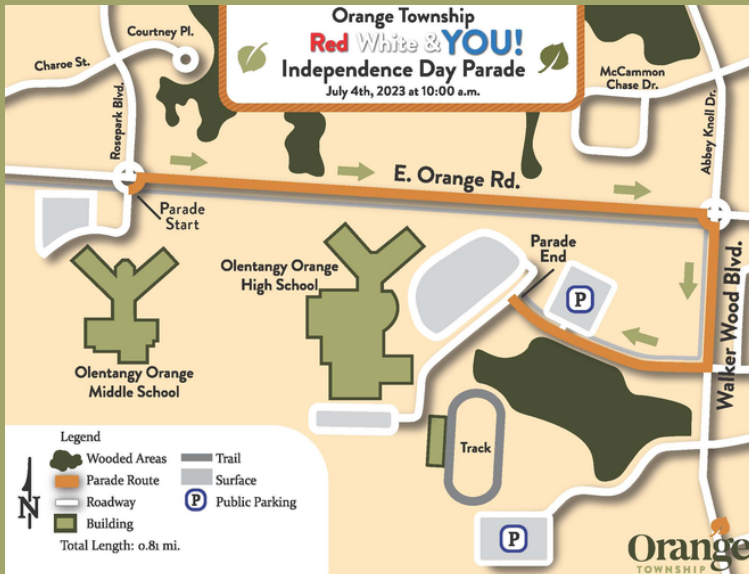 Orange Township
Red White & YOU!
Independence Day Parade
July 4th, 2023 at 10:00 a.m.
Courtney Pl.
Charoe St.
Rosepark Blvd.
McCammon
Chase Dr.
Abbey Knoll Dr.
E. Orange Rd.
Parade
Start
Parade
End
Olentangy Orange
High School
P
Walker Wood Blvd.
Olentangy Orange
Middle School
Track
Legend
Wooded Areas
Parade Route
Roadway
Building
Trail
Surface
P Public Parking
N
Total Length: 0.81 mi.
P
Orange
TOWNSHIP